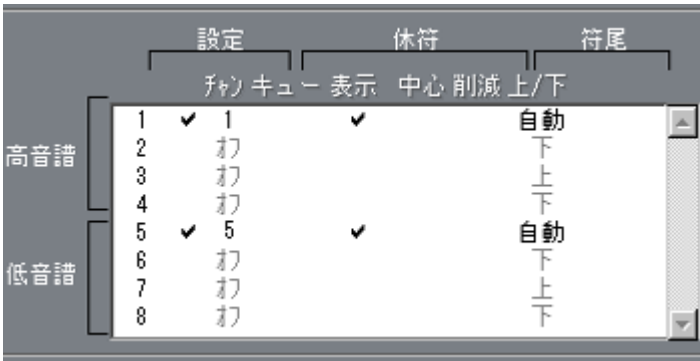 設定 休符 符尾
ﾁｬﾝ キュー 表示 中心 削減 上/下
高音譜
1 ✔ 1 ✔ 自動
2 ｵﾌ 下
3 ｵﾌ 上
4 ｵﾌ 下
低音譜
5 ✔ 5 ✔ 自動
6 ｵﾌ 下
7 ｵﾌ 上
8 ｵﾌ 下